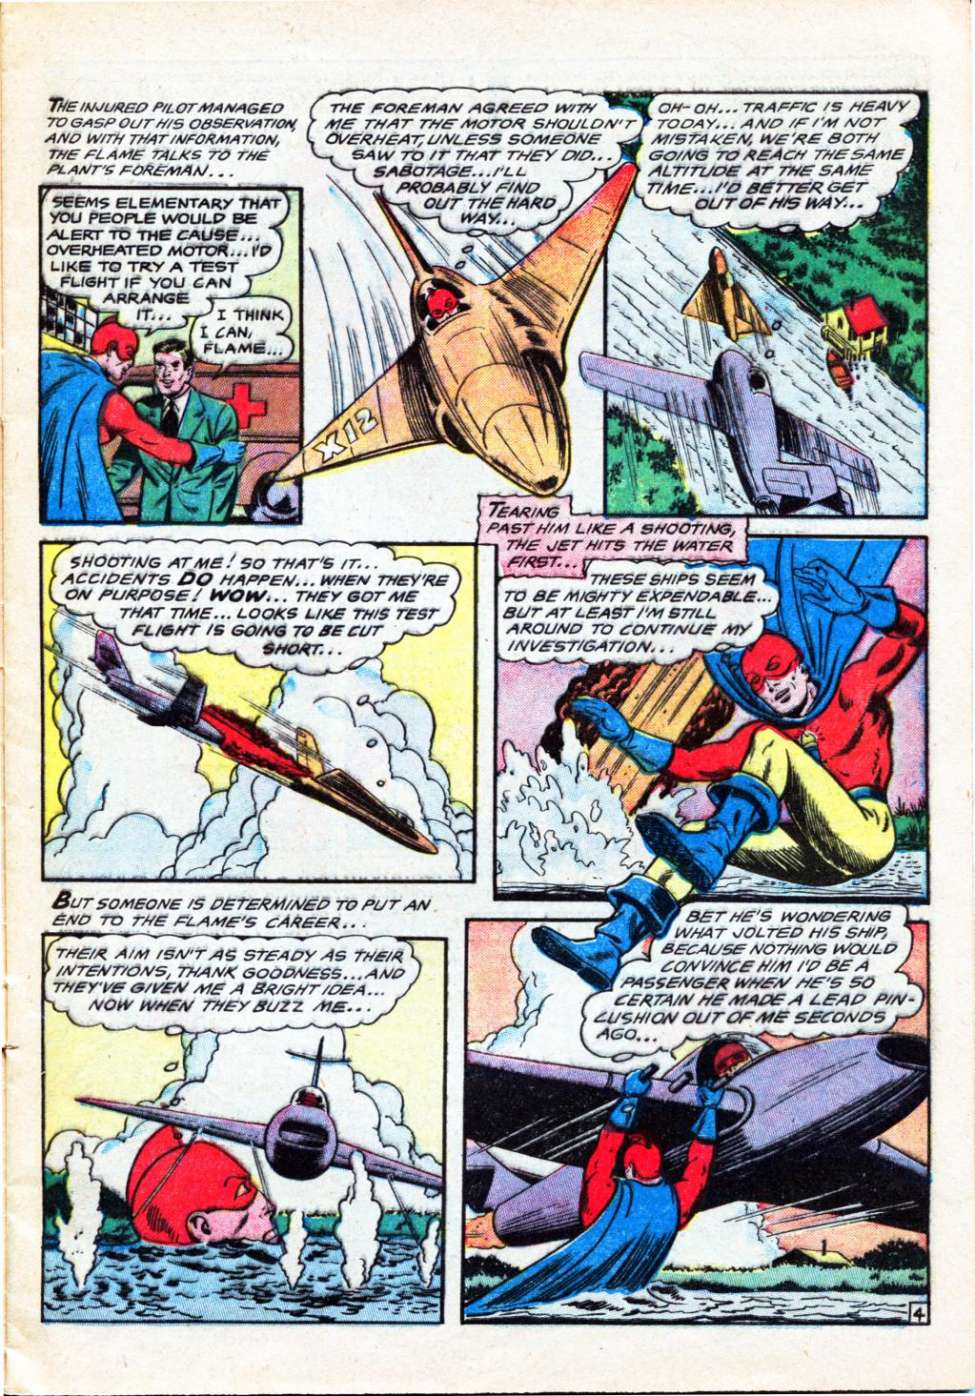 THE INJURED PILOT MANAGED
TO GASP OUT HIS OBSERVATION,
AND WITH THAT INFORMATION,
THE FLAME TALKS TO THE
PLANT'S FOREMAN...
SEEMS ELEMENTARY THAT
YOU PEOPLE WOULD BE
ALERT TO THE CAUSE...
OVERHEATED MOTOR...I'D
LIKE TO TRY A TEST
FLIGHT IF YOU CAN
ARRANGE
IT...
I THINK
I CAN,
FLAME...
THE FOREMAN AGREED WITH
ME THAT THE MOTOR SHOULDN'T
OVERHEAT, UNLESS SOMEONE
SAW TO IT THAT THEY DID...
SABOTAGE...I'LL
PROBABLY FIND
OUT THE HARD
WAY...
X12
OH-OH... TRAFFIC IS HEAVY
TODAY... AND IF I'M NOT
MISTAKEN, WE'RE BOTH
GOING TO REACH THE SAME
ALTITUDE AT THE SAME
TIME...I'D BETTER GET
OUT OF HIS WAY...
SHOOTING AT ME! SO THAT'S IT...
ACCIDENTS DO HAPPEN... WHEN THEY'RE
ON PURPOSE! WOW... THEY GOT ME
THAT TIME... LOOKS LIKE THIS TEST
FLIGHT IS GOING TO BE CUT
SHORT...
TEARING
PAST HIM LIKE A SHOOTING,
THE JET HITS THE WATER
FIRST...
THESE SHIPS SEEM
TO BE MIGHTY EXPENDABLE...
BUT AT LEAST I'M STILL
AROUND TO CONTINUE MY
INVESTIGATION...
BUT SOMEONE IS DETERMINED TO PUT AN
END TO THE FLAME'S CAREER...
THEIR AIM ISN'T AS STEADY AS THEIR
INTENTIONS, THANK GOODNESS...AND
THEY'VE GIVEN ME A BRIGHT IDEA...
NOW WHEN THEY BUZZ ME...
BET HE'S WONDERING
WHAT JOLTED HIS SHIP,
BECAUSE NOTHING WOULD
CONVINCE HIM I'D BE A
PASSENGER WHEN HE'S SO
CERTAIN HE MADE A LEAD PIN-
CUSHION OUT OF ME SECONDS
AGO...
4